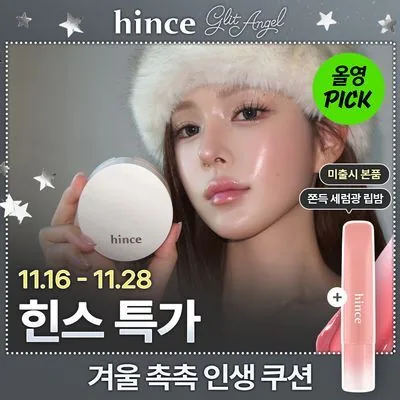 hince Glit Angel
올영
PICK
미출시 본품
쫀득 세럼광 립밤
hince
11.16 - 11.28
힌스 특가
+
hince
겨울 촉촉 인생 쿠션